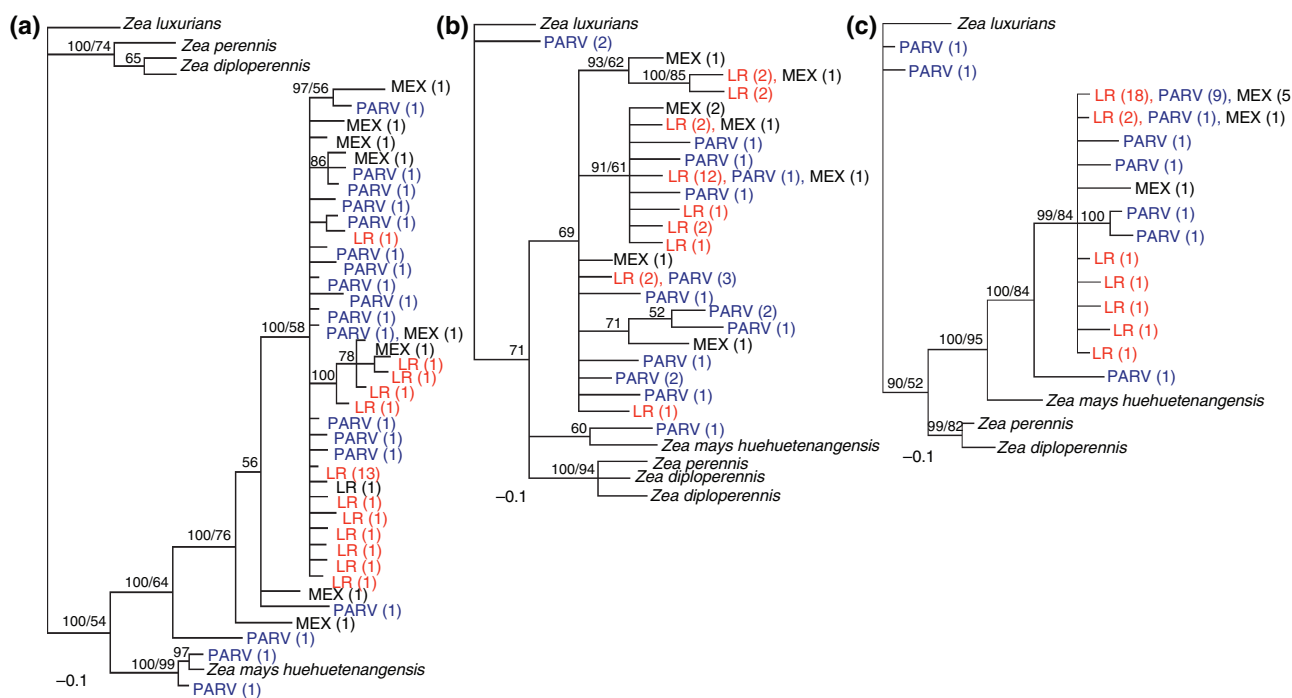 (a)
Zea luxurians
100/74
Zea perennis
65
Zea diploperennis
97/56
MEX (1)
PARV (1)
MEX (1)
MEX (1)
86
MEX (1)
PARV (1)
PARV (1)
PARV (1)
PARV (1)
LR (1)
PARV (1)
PARV (1)
PARV (1)
PARV (1)
PARV (1)
PARV (1), MEX (1)
100/58
MEX (1)
78
LR (1)
100
LR (1)
LR (1)
LR (1)
PARV (1)
PARV (1)
PARV (1)
56
LR (13)
LR (1)
LR (1)
LR (1)
LR (1)
LR (1)
LR (1)
LR (1)
100/76
100/64
MEX (1)
PARV (1)
100/54
MEX (1)
PARV (1)
97
PARV (1)
100/99
Zea mays huehuetenangensis
PARV (1)
–0.1
(b)
Zea luxurians
PARV (2)
93/62
MEX (1)
100/85
LR (2), MEX (1)
LR (2)
MEX (2)
LR (2), MEX (1)
PARV (1)
PARV (1)
91/61
LR (12), PARV (1), MEX (1)
PARV (1)
LR (1)
LR (2)
LR (1)
69
MEX (1)
LR (2), PARV (3)
PARV (1)
52
PARV (2)
71
PARV (1)
MEX (1)
71
PARV (1)
PARV (2)
PARV (1)
LR (1)
60
PARV (1)
Zea mays huehuetenangensis
Zea perennis
100/94
Zea diploperennis
Zea diploperennis
–0.1
(c)
Zea luxurians
PARV (1)
PARV (1)
LR (18), PARV (9), MEX (5
LR (2), PARV (1), MEX (1)
PARV (1)
PARV (1)
MEX (1)
99/84
100
PARV (1)
PARV (1)
LR (1)
LR (1)
100/84
LR (1)
LR (1)
100/95
LR (1)
PARV (1)
90/52
Zea mays huehuetenangensis
99/82
Zea perennis
Zea diploperennis
–0.1